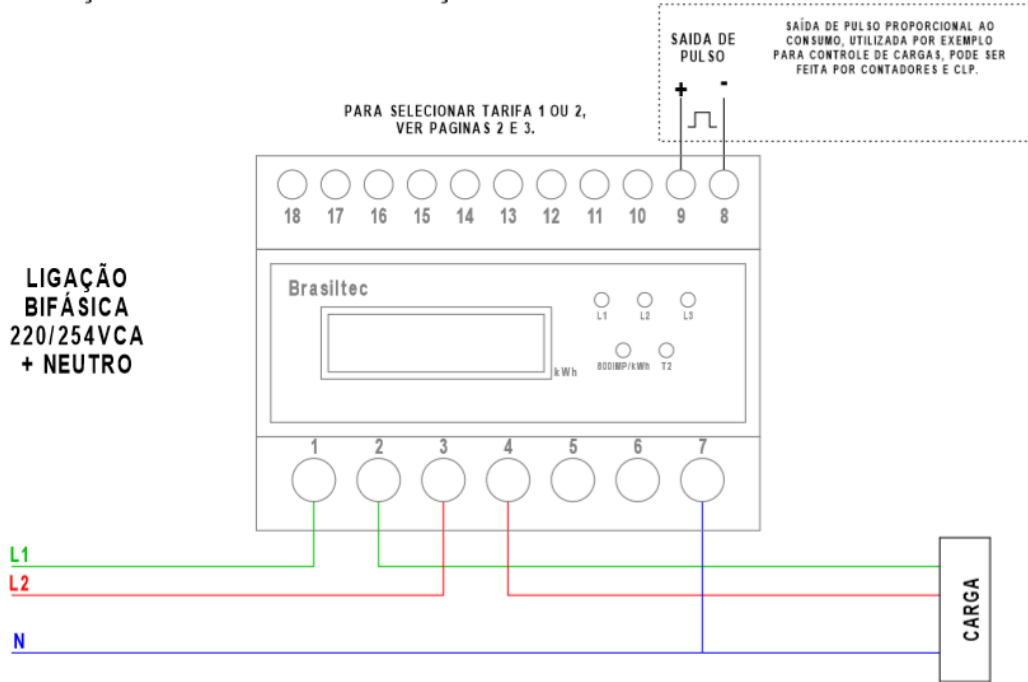 SAIDA DE
PULSO
+ -
SAÍDA DE PULSO PROPORCIONAL AO
CONSUMO, UTILIZADA POR EXEMPLO
PARA CONTROLE DE CARGAS, PODE SER
FEITA POR CONTADORES E CLP.
PARA SELECIONAR TARIFA 1 OU 2,
VER PAGINAS 2 E 3.
18 17 16 15 14 13 12 11 10 9 8
LIGAÇÃO
BIFÁSICA
220/254VCA
+ NEUTRO
Brasiltec
L1 L2 L3
kWh
800IMP/kWh T2
1 2 3 4 5 6 7
L1
L2
N
CARGA